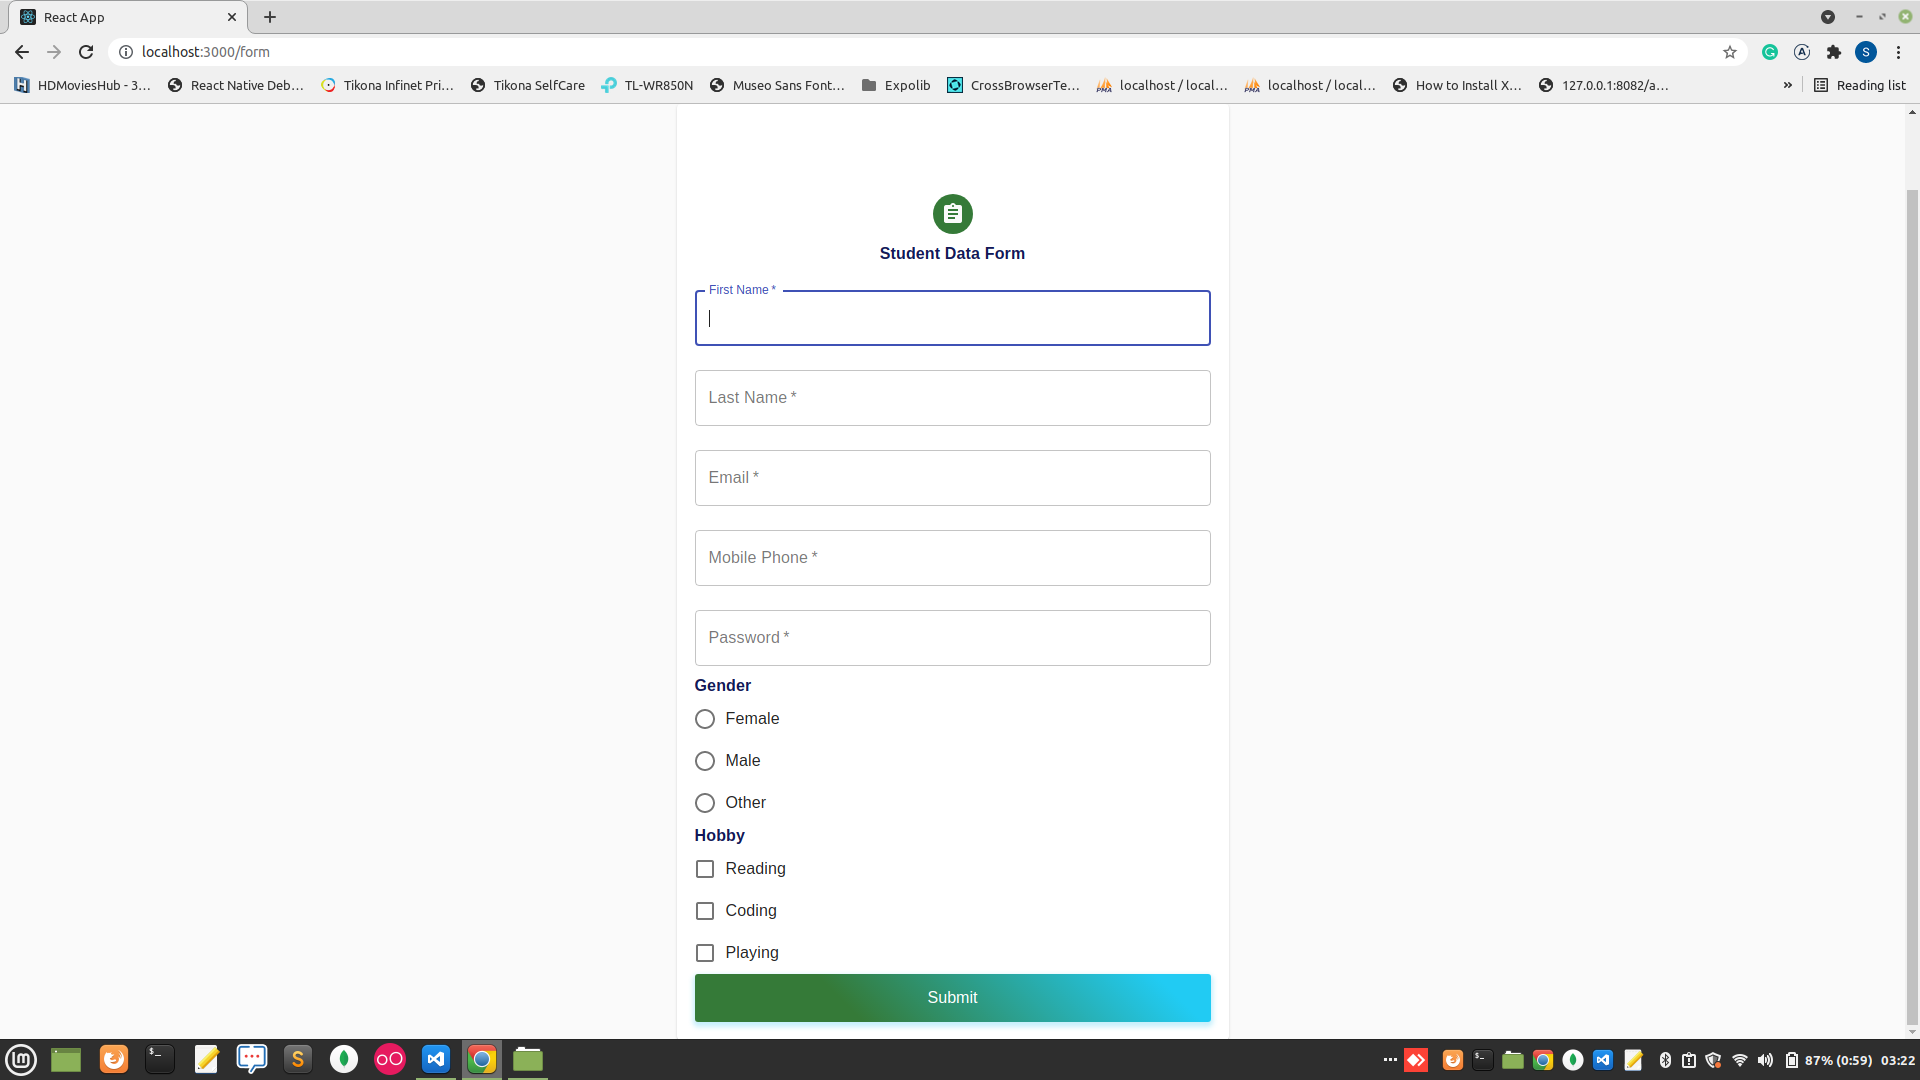 React App
localhost:3000/form
HDMoviesHub - 3... React Native Deb... Tikona Infinet Pri... Tikona SelfCare TL-WR850N Museo Sans Font... Expolib CrossBrowserTe... localhost / local... localhost / local... How to Install X... 127.0.0.1:8082/a... » Reading list
Student Data Form
First Name *
Last Name *
Email *
Mobile Phone *
Password *
Gender
Female
Male
Other
Hobby
Reading
Coding
Playing
Submit
87% (0:59) 03:22